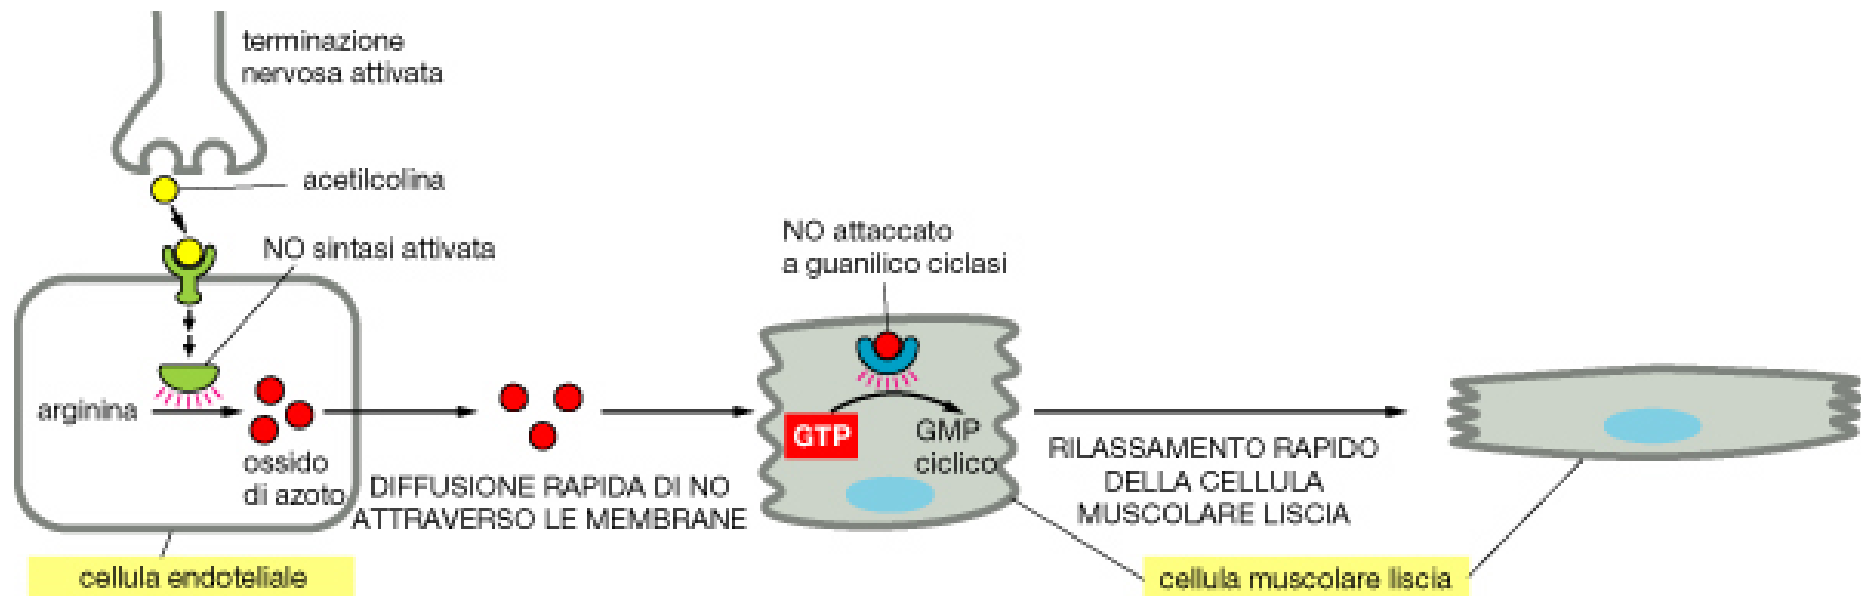 terminazione
nervosa attivata
acetilcolina
NO sintasi attivata
NO attaccato
a guanilico ciclasi
arginina
ossido
di azoto
DIFFUSIONE RAPIDA DI NO
ATTRAVERSO LE MEMBRANE
GTP
GMP
ciclico
RILASSAMENTO RAPIDO
DELLA CELLULA
MUSCOLARE LISCIA
cellula endoteliale
cellula muscolare liscia